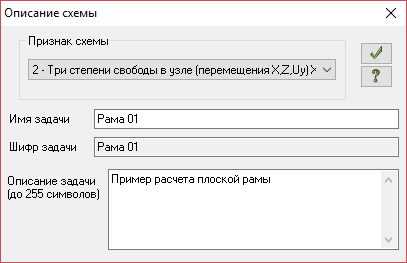 Описание схемы
Признак схемы
2 - Три степени свободы в узле (перемещения X,Z,Uy) X
?
Имя задачи
Рама 01
Шифр задачи
Рама 01
Описание задачи
(до 255 символов)
Пример расчета плоской рамы